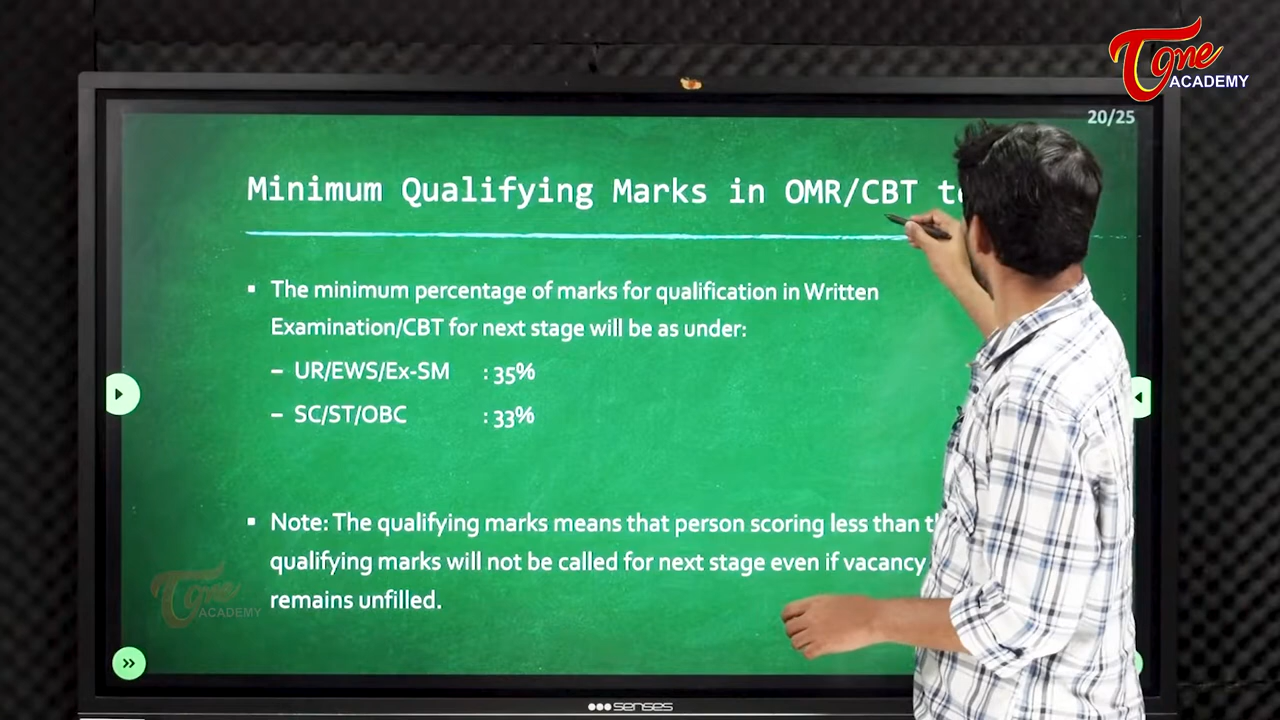 Tone
ACADEMY
20/25
Minimum Qualifying Marks in OMR/CBT
▪ The minimum percentage of marks for qualification in Written
Examination/CBT for next stage will be as under:
– UR/EWS/Ex-SM : 35%
– SC/ST/OBC : 33%
▪ Note: The qualifying marks means that person scoring less than
qualifying marks will not be called for next stage even if vacancy
remains unfilled.
Tone
ACADEMY
senses